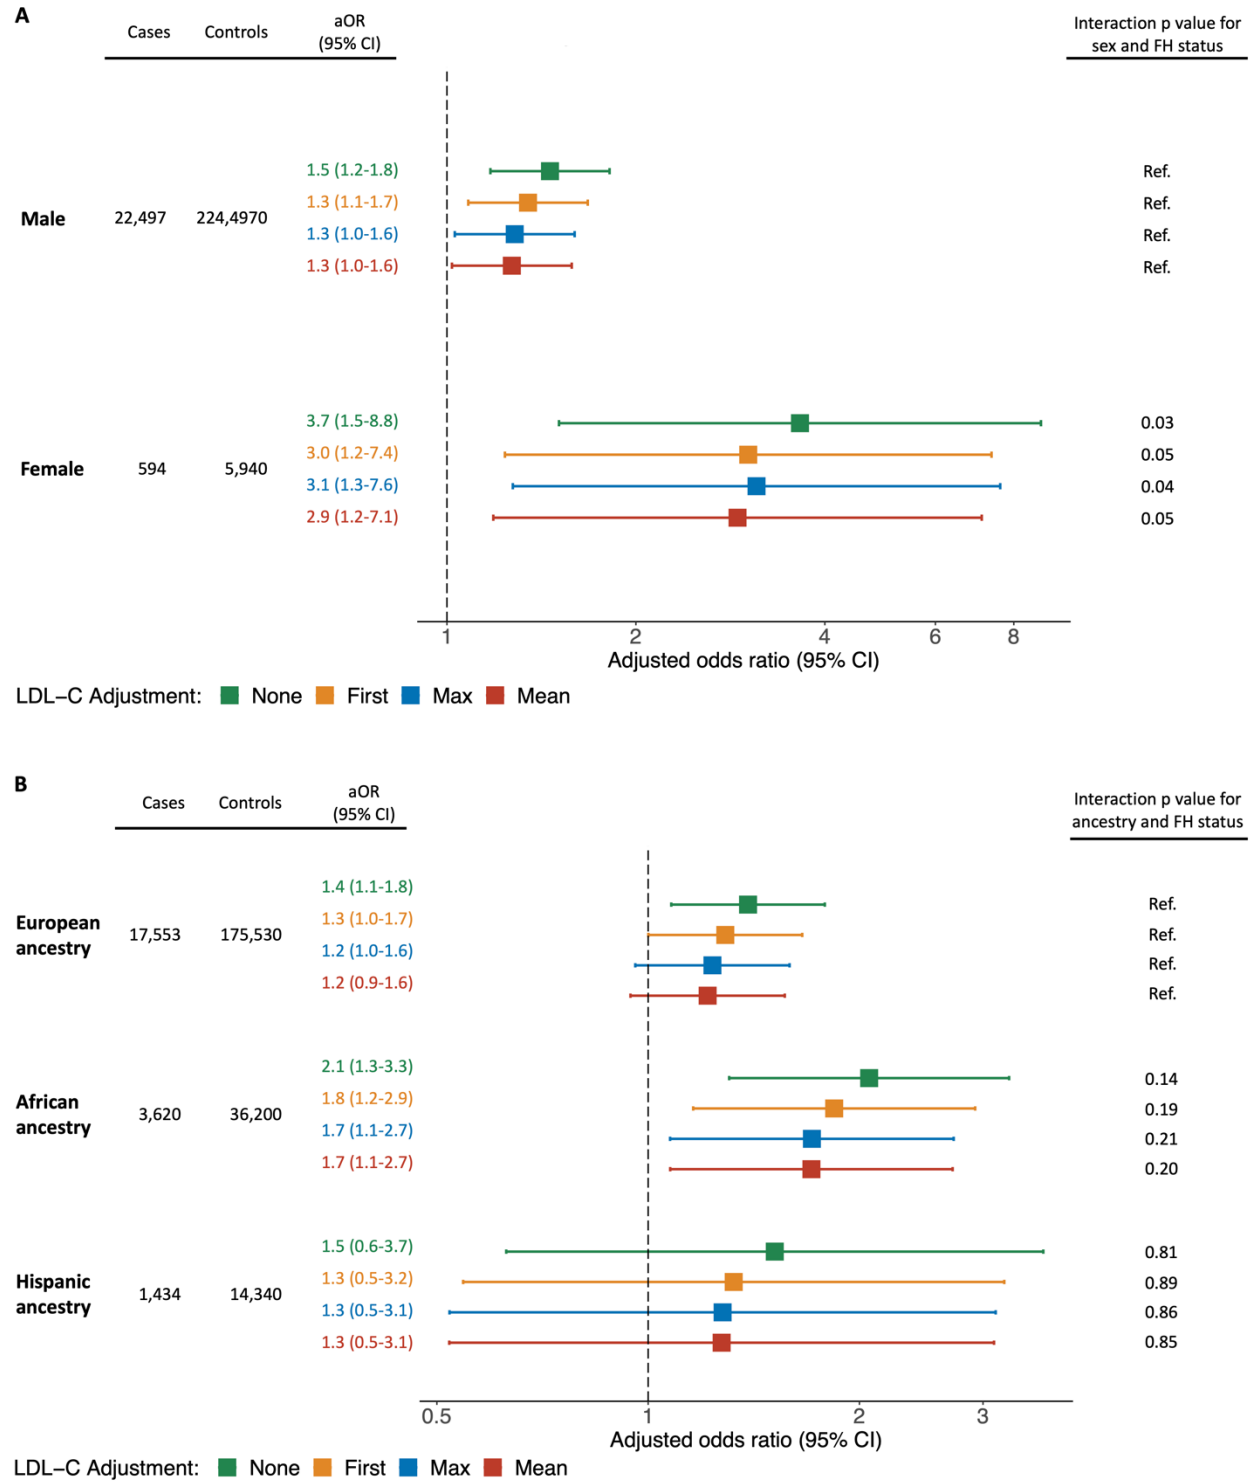 A
Cases Controls aOR (95% CI) Interaction p value for sex and FH status
1.5 (1.2-1.8) Ref.
1.3 (1.1-1.7) Ref.
Male 22,497 224,4970
1.3 (1.0-1.6) Ref.
1.3 (1.0-1.6) Ref.
3.7 (1.5-8.8) 0.03
3.0 (1.2-7.4) 0.05
Female 594 5,940
3.1 (1.3-7.6) 0.04
2.9 (1.2-7.1) 0.05
1 2 4 6 8
Adjusted odds ratio (95% CI)
LDL−C Adjustment: None First Max Mean
B
Cases Controls aOR (95% CI) Interaction p value for ancestry and FH status
1.4 (1.1-1.8) Ref.
1.3 (1.0-1.7) Ref.
European ancestry 17,553 175,530
1.2 (1.0-1.6) Ref.
1.2 (0.9-1.6) Ref.
2.1 (1.3-3.3) 0.14
1.8 (1.2-2.9) 0.19
African ancestry 3,620 36,200
1.7 (1.1-2.7) 0.21
1.7 (1.1-2.7) 0.20
1.5 (0.6-3.7) 0.81
1.3 (0.5-3.2) 0.89
Hispanic ancestry 1,434 14,340
1.3 (0.5-3.1) 0.86
1.3 (0.5-3.1) 0.85
0.5 1 2 3
Adjusted odds ratio (95% CI)
LDL−C Adjustment: None First Max Mean